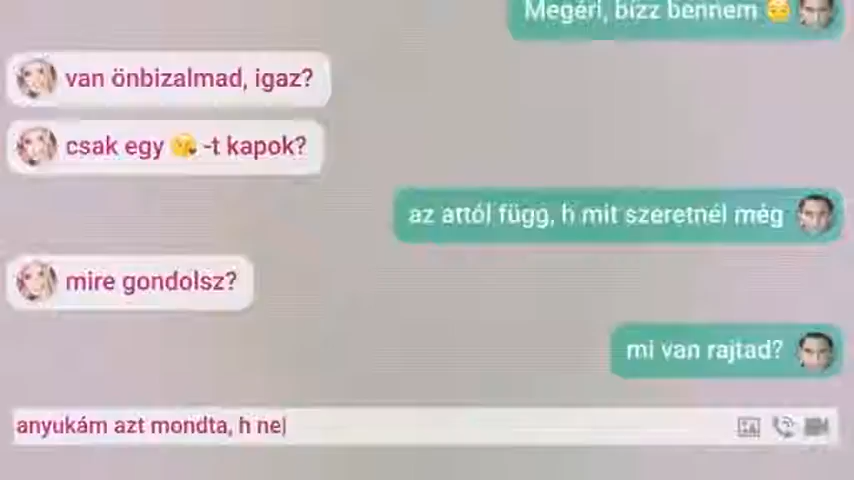 Megéri, bízz bennem
van önbizalmad, igaz?
csak egy 😘 -t kapok?
az attól függ, h mit szeretnél még
mire gondolsz?
mi van rajtad?
anyukám azt mondta, h ne